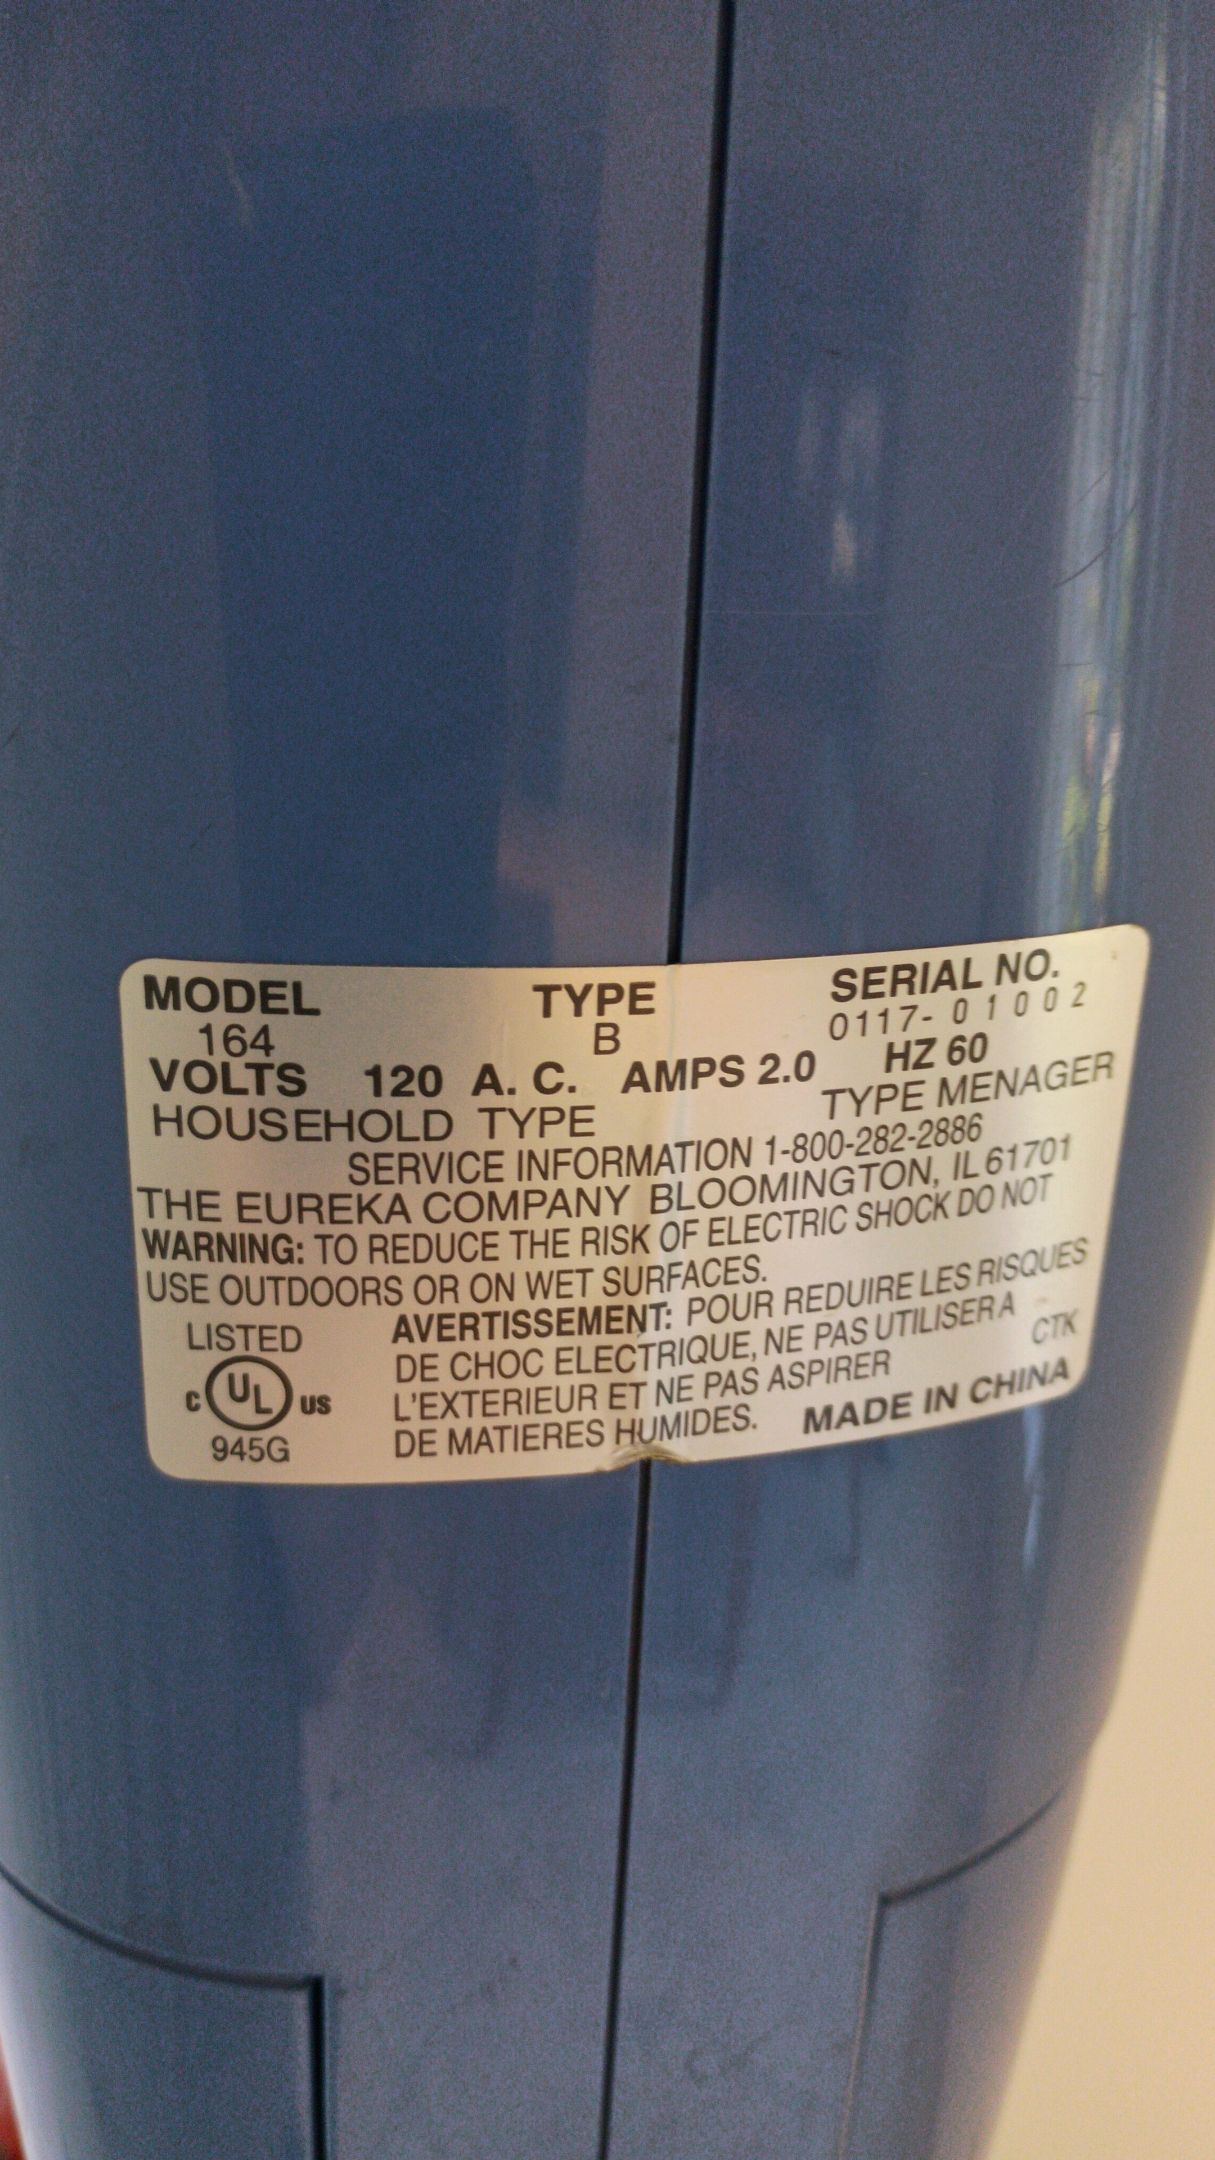 MODEL TYPE SERIAL NO.
164 B 0117- 01002
VOLTS 120 A. C. AMPS 2.0 HZ 60
HOUSEHOLD TYPE TYPE MENAGER
SERVICE INFORMATION 1-800-282-2886
THE EUREKA COMPANY BLOOMINGTON, IL 61701
WARNING: TO REDUCE THE RISK OF ELECTRIC SHOCK DO NOT
USE OUTDOORS OR ON WET SURFACES.
LISTED
C UL US
945G
AVERTISSEMENT: POUR REDUIRE LES RISQUES
DE CHOC ELECTRIQUE, NE PAS UTILISER A
L'EXTERIEUR ET NE PAS ASPIRER
DE MATIERES HUMIDES.
CTK
MADE IN CHINA